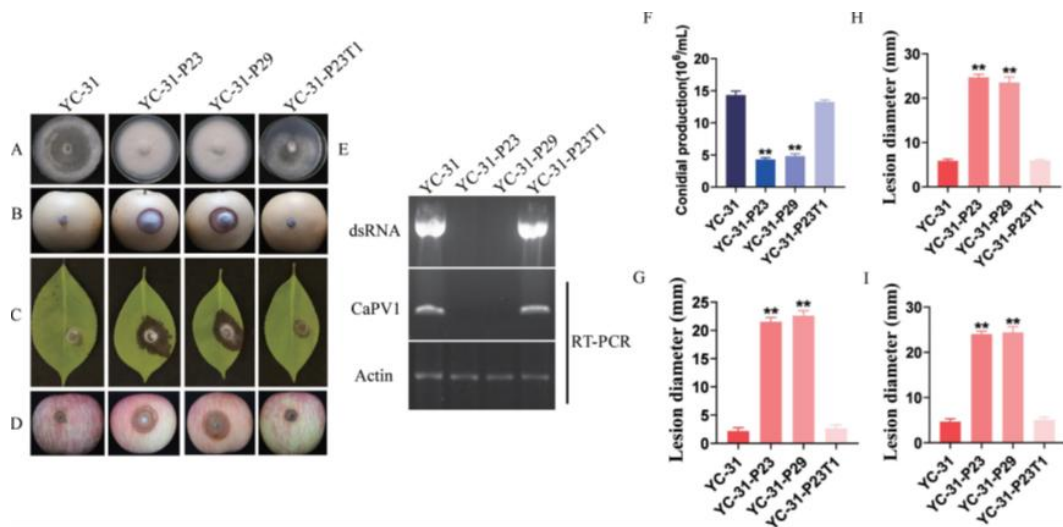 YC-31
YC-31-P23
YC-31-P29
YC-31-P23T1
A
B
C
D
E
YC-31
YC-31-P23
YC-31-P29
YC-31-P23T1
dsRNA
CaPV1
Actin
RT-PCR
F
Conidial production(10⁶/mL)
20
15
10
5
0
**
**
YC-31
YC-31-P23
YC-31-P29
YC-31-P23T1
H
Lesion diameter (mm)
30
20
10
0
**
**
YC-31
YC-31-P23
YC-31-P29
YC-31-P23T1
G
Lesion diameter (mm)
25
20
15
10
5
0
**
**
YC-31
YC-31-P23
YC-31-P29
YC-31-P23T1
I
Lesion diameter (mm)
30
20
10
0
**
**
YC-31
YC-31-P23
YC-31-P29
YC-31-P23T1